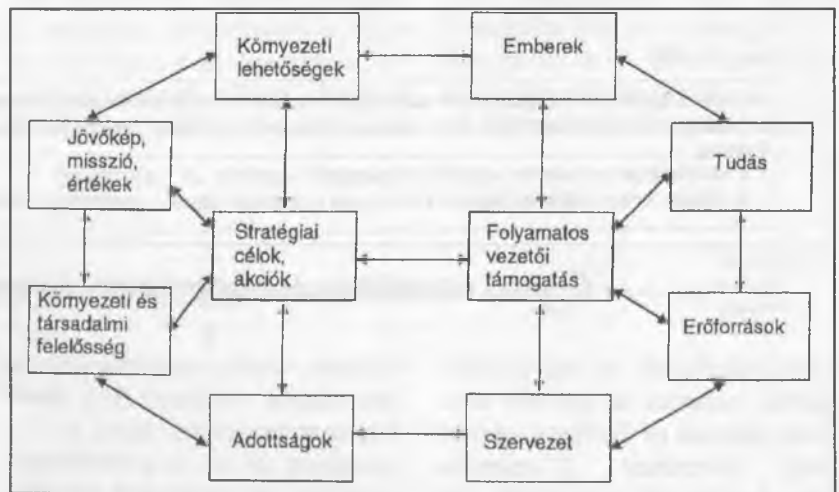 Környezeti
lehetőségek
Emberek
Jövőkép,
misszió,
értékek
Tudás
Stratégiai
célok,
akciók
Folyamatos
vezetői
támogatás
Környezeti és
társadalmi
felelősség
Erőforrások
Adottságok
Szervezet